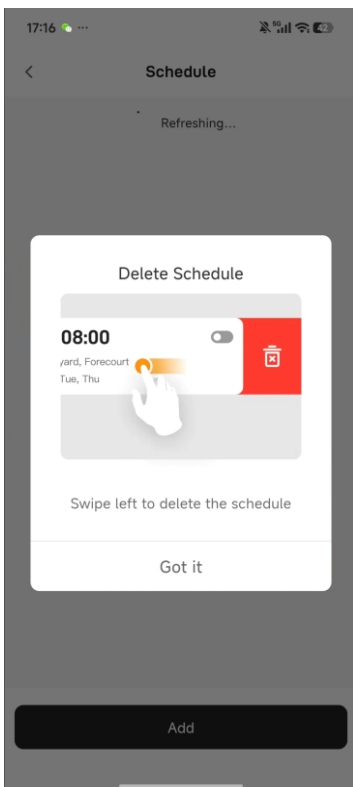 17:16
5G
Schedule
Refreshing...
Delete Schedule
08:00
yard, Forecourt
Tue, Thu
Swipe left to delete the schedule
Got it
Add